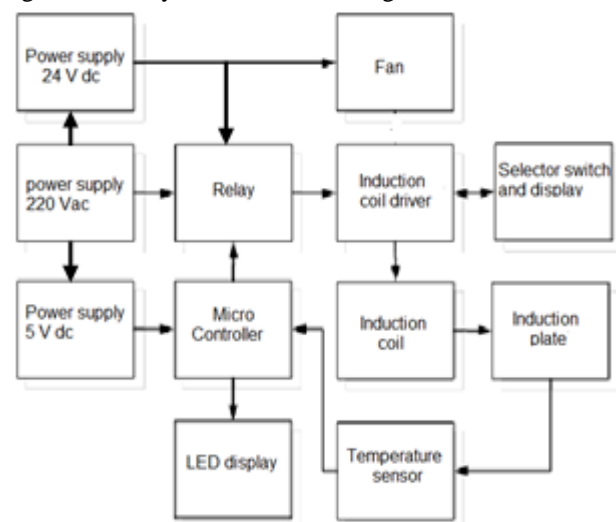 Power supply
24 V dc
Fan
power supply
220 Vac
Relay
Induction
coil driver
Selector switch
and display
Power supply
5 V dc
Micro
Controller
Induction
coil
Induction
plate
LED display
Temperature
sensor